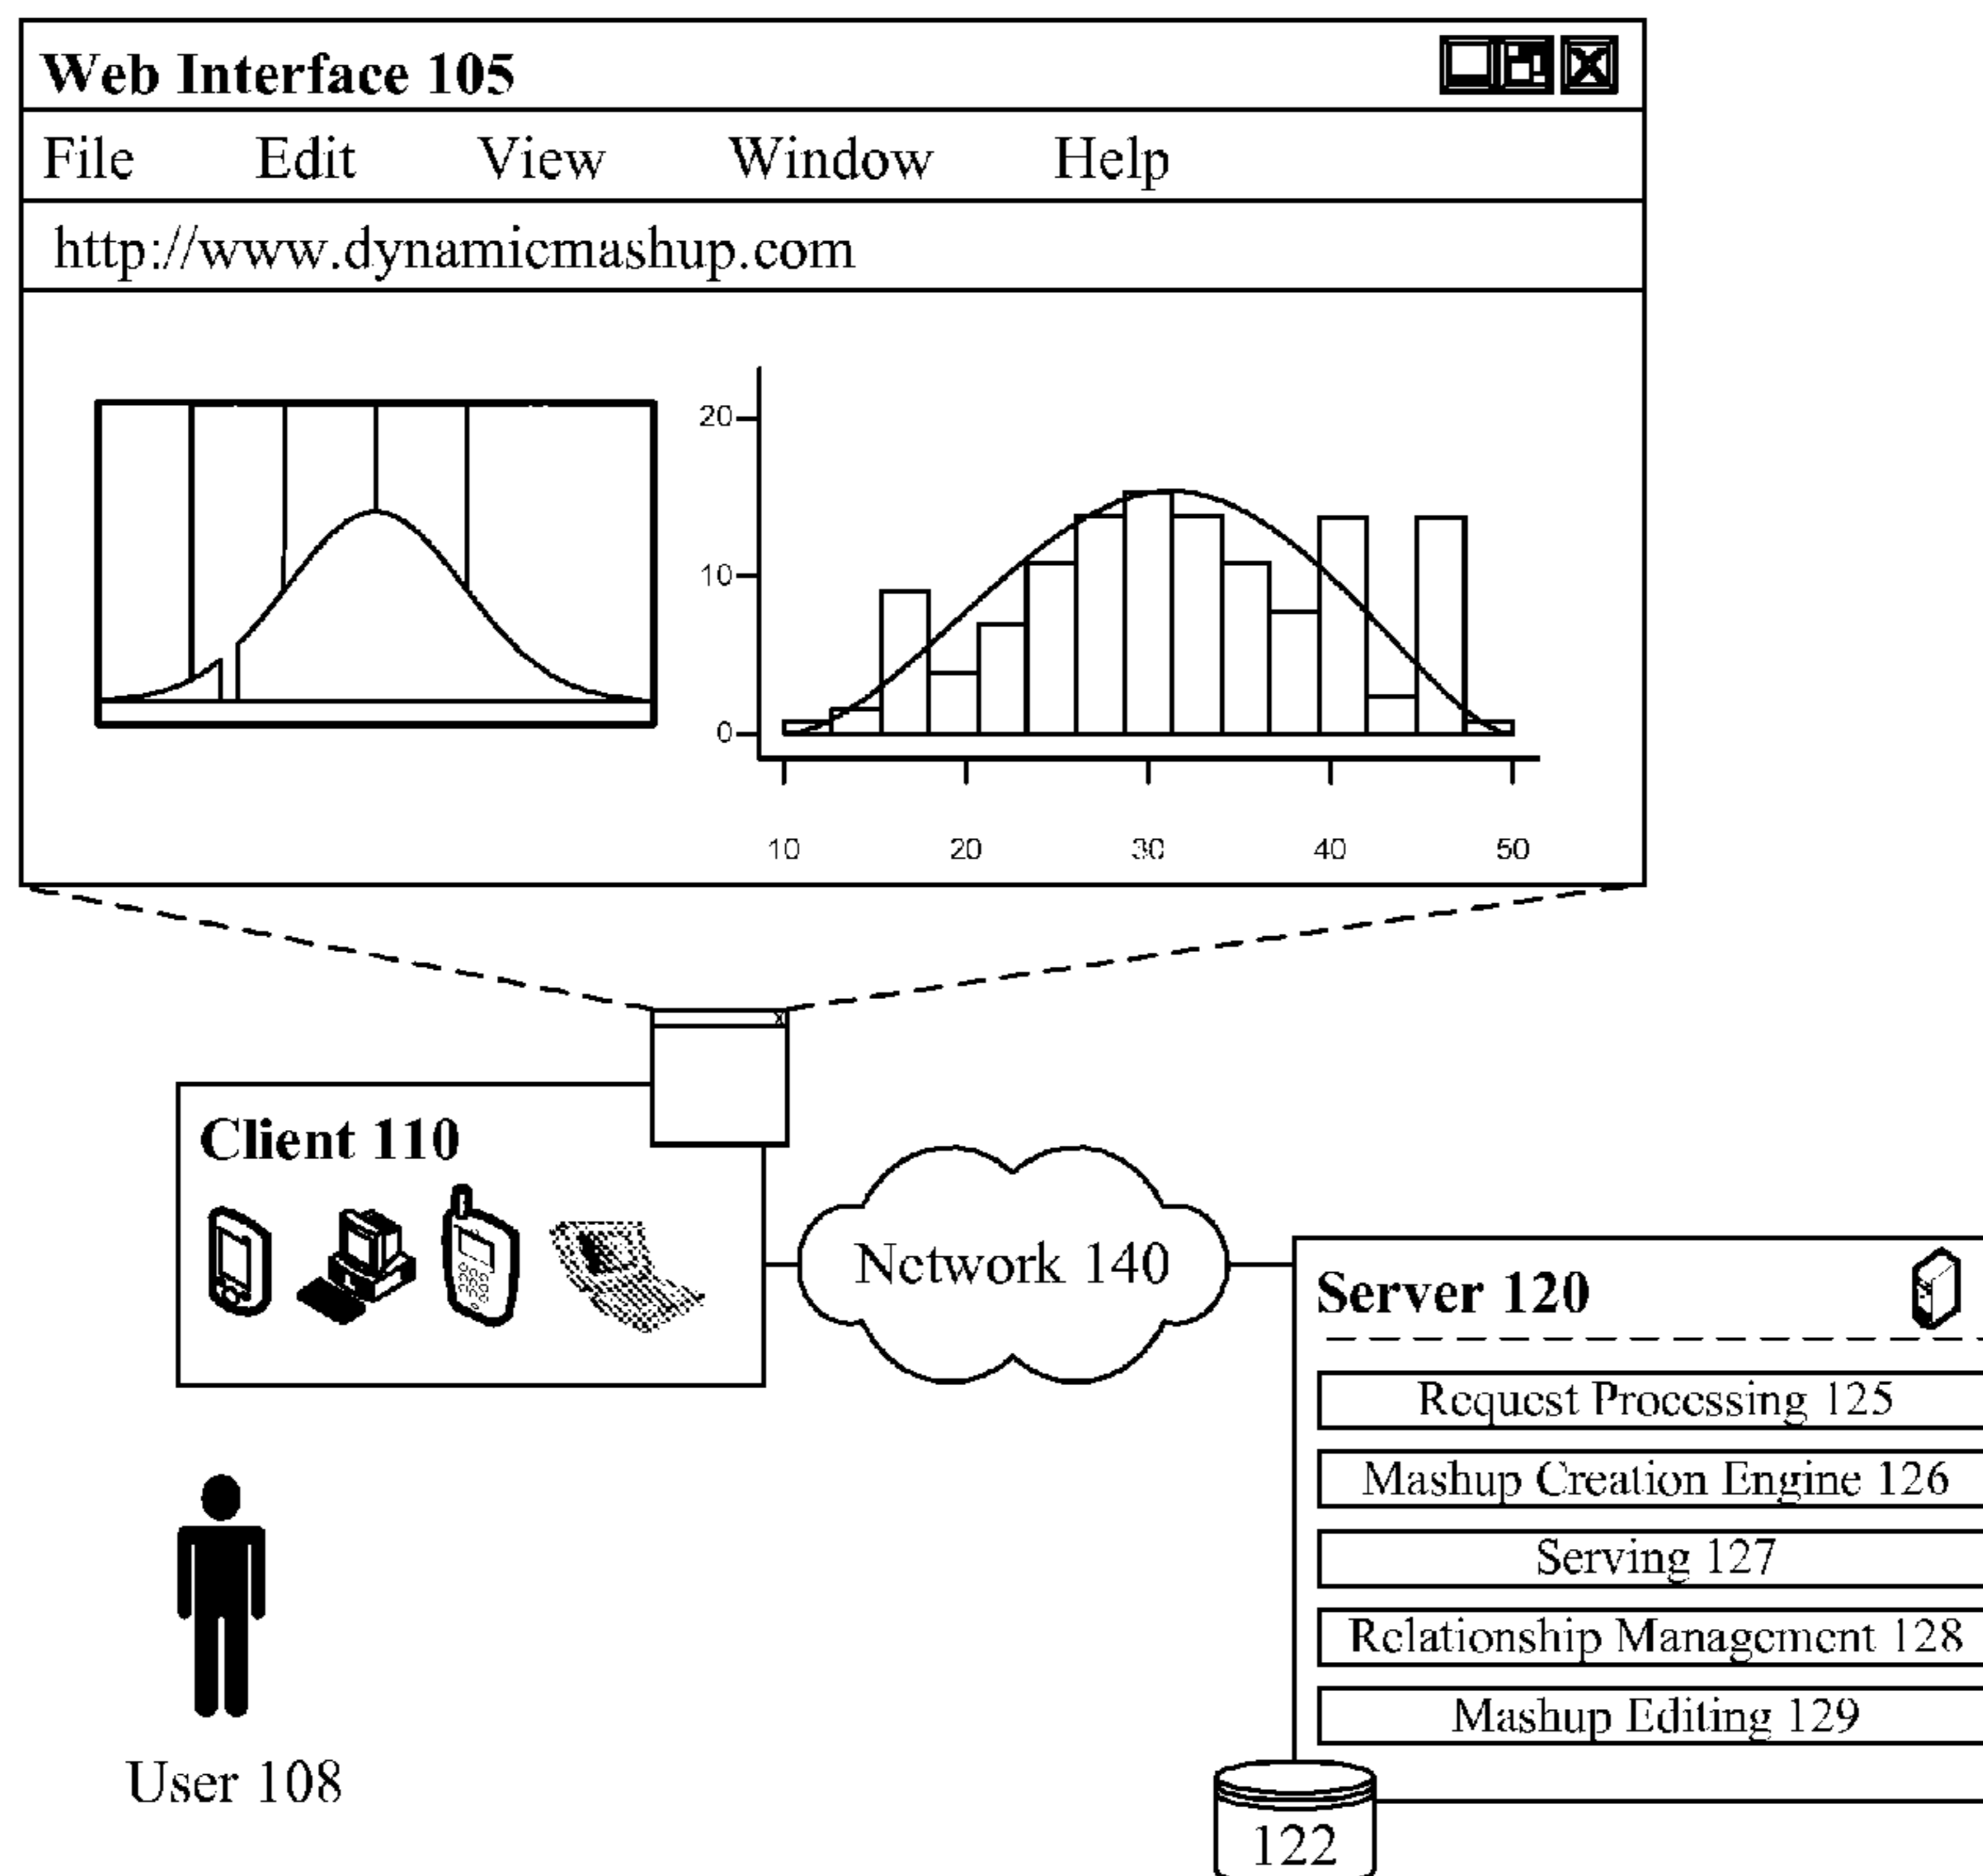 Web Interface 105
File Edit View Window Help
http://www.dynamicmashup.com
20
10
0
10 20 30 40 50
x
Client 110
Network 140
Server 120
Request Processing 125
Mashup Creation Engine 126
Serving 127
Relationship Management 128
Mashup Editing 129
User 108
122